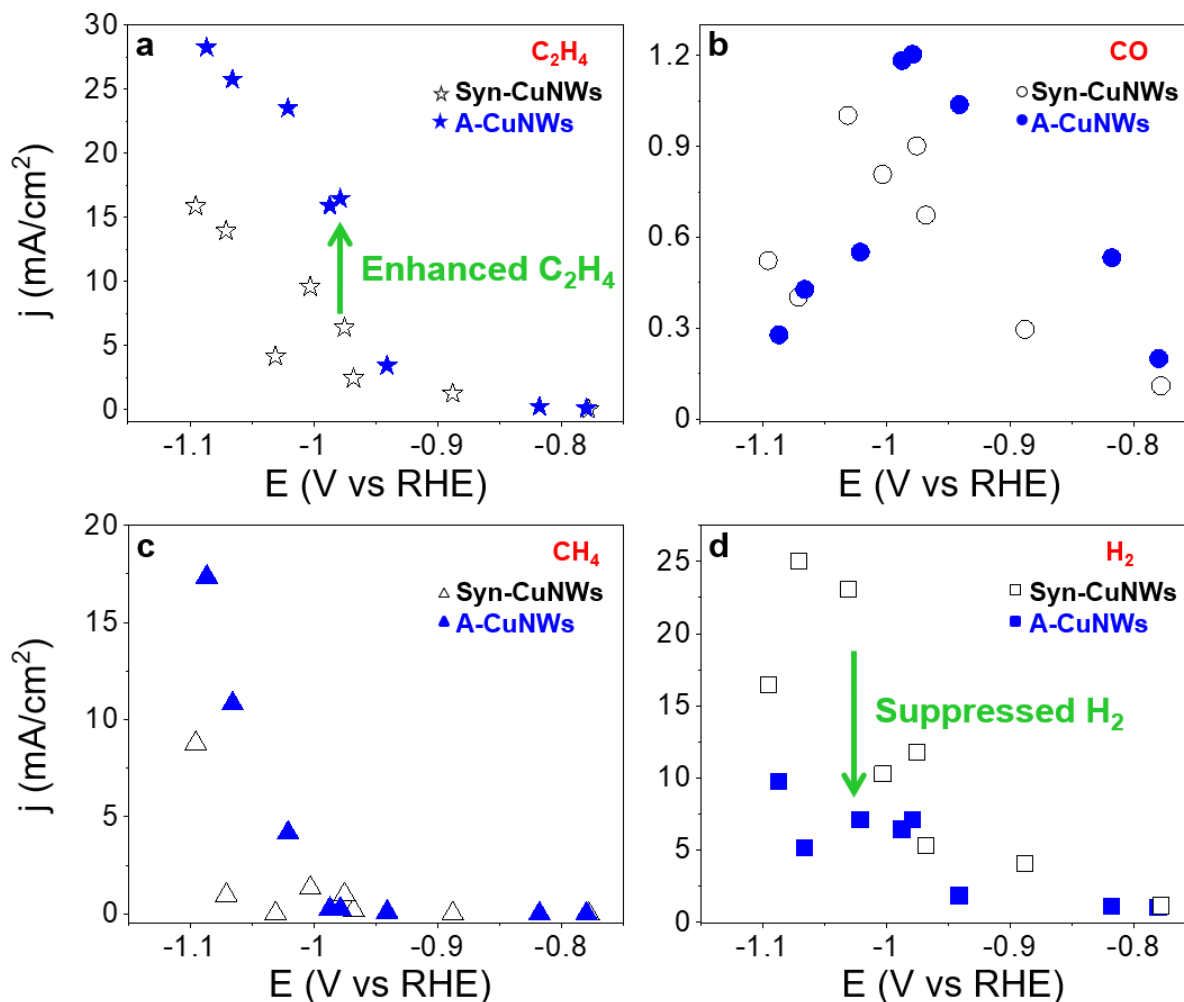 a
C₂H₄
☆ Syn-CuNWs
★ A-CuNWs
Enhanced C₂H₄
30
25
20
15
10
5
0
j (mA/cm²)
-1.1
-1
-0.9
-0.8
E (V vs RHE)
b
CO
○ Syn-CuNWs
● A-CuNWs
1.2
0.9
0.6
0.3
0
-1.1
-1
-0.9
-0.8
E (V vs RHE)
c
CH₄
△ Syn-CuNWs
▲ A-CuNWs
20
15
10
5
0
j (mA/cm²)
-1.1
-1
-0.9
-0.8
E (V vs RHE)
d
H₂
□ Syn-CuNWs
■ A-CuNWs
Suppressed H₂
25
20
15
10
5
0
-1.1
-1
-0.9
-0.8
E (V vs RHE)